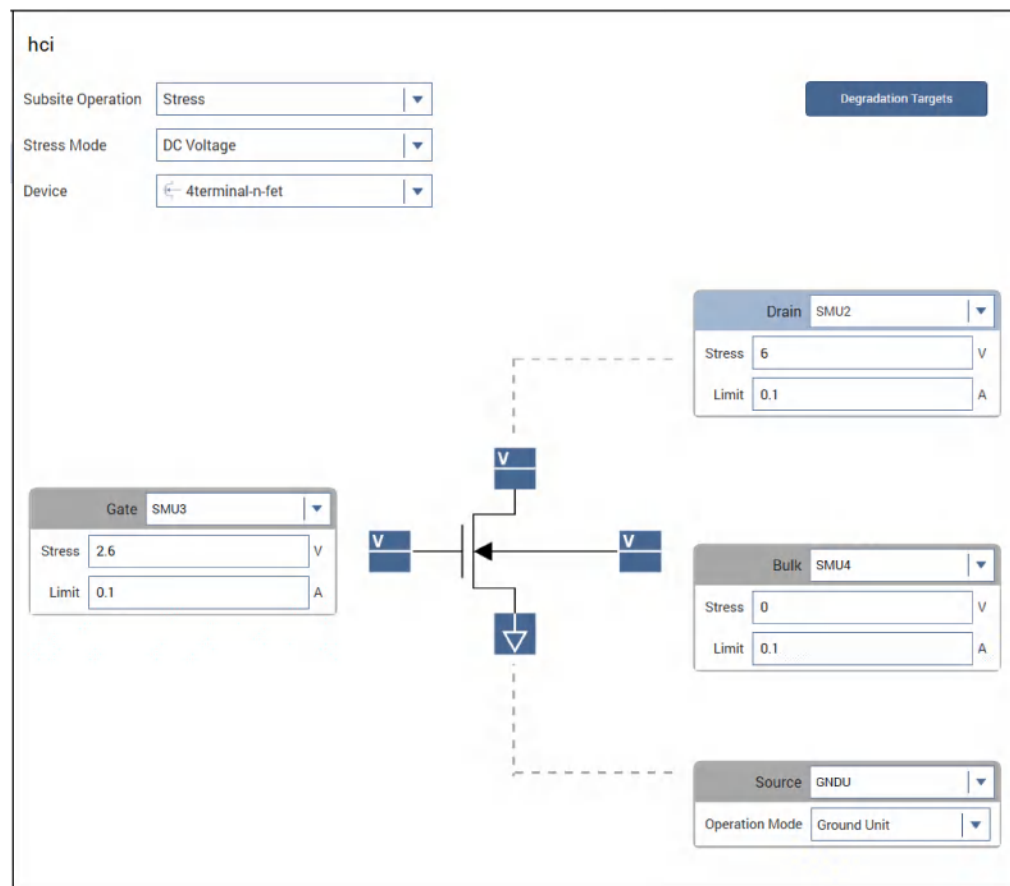 hci
Subsite Operation Stress
Degradation Targets
Stress Mode DC Voltage
Device 4terminal-n-fet
Drain SMU2
Stress 6 V
Limit 0.1 A
V
Gate SMU3
Stress 2.6 V
Limit 0.1 A
V
V
Bulk SMU4
Stress 0 V
Limit 0.1 A
Source GNDU
Operation Mode Ground Unit